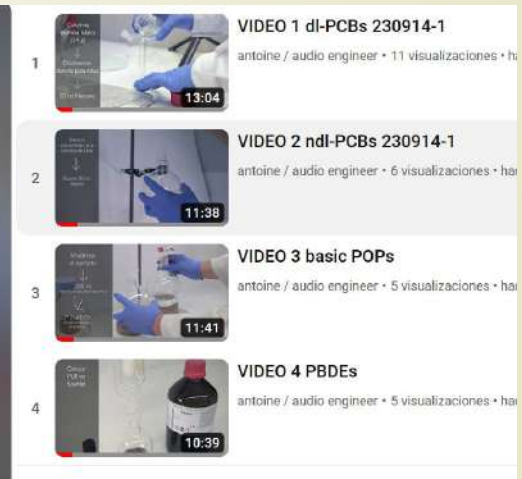 VIDEO 1 dl-PCBs 230914-1
antoine / audio engineer • 11 visualizaciones •
1
13:04
VIDEO 2 ndl-PCBs 230914-1
antoine / audio engineer • 6 visualizaciones •
2
11:38
VIDEO 3 basic POPs
antoine / audio engineer • 5 visualizaciones •
3
11:41
VIDEO 4 PBDEs
antoine / audio engineer • 5 visualizaciones •
4
10:39